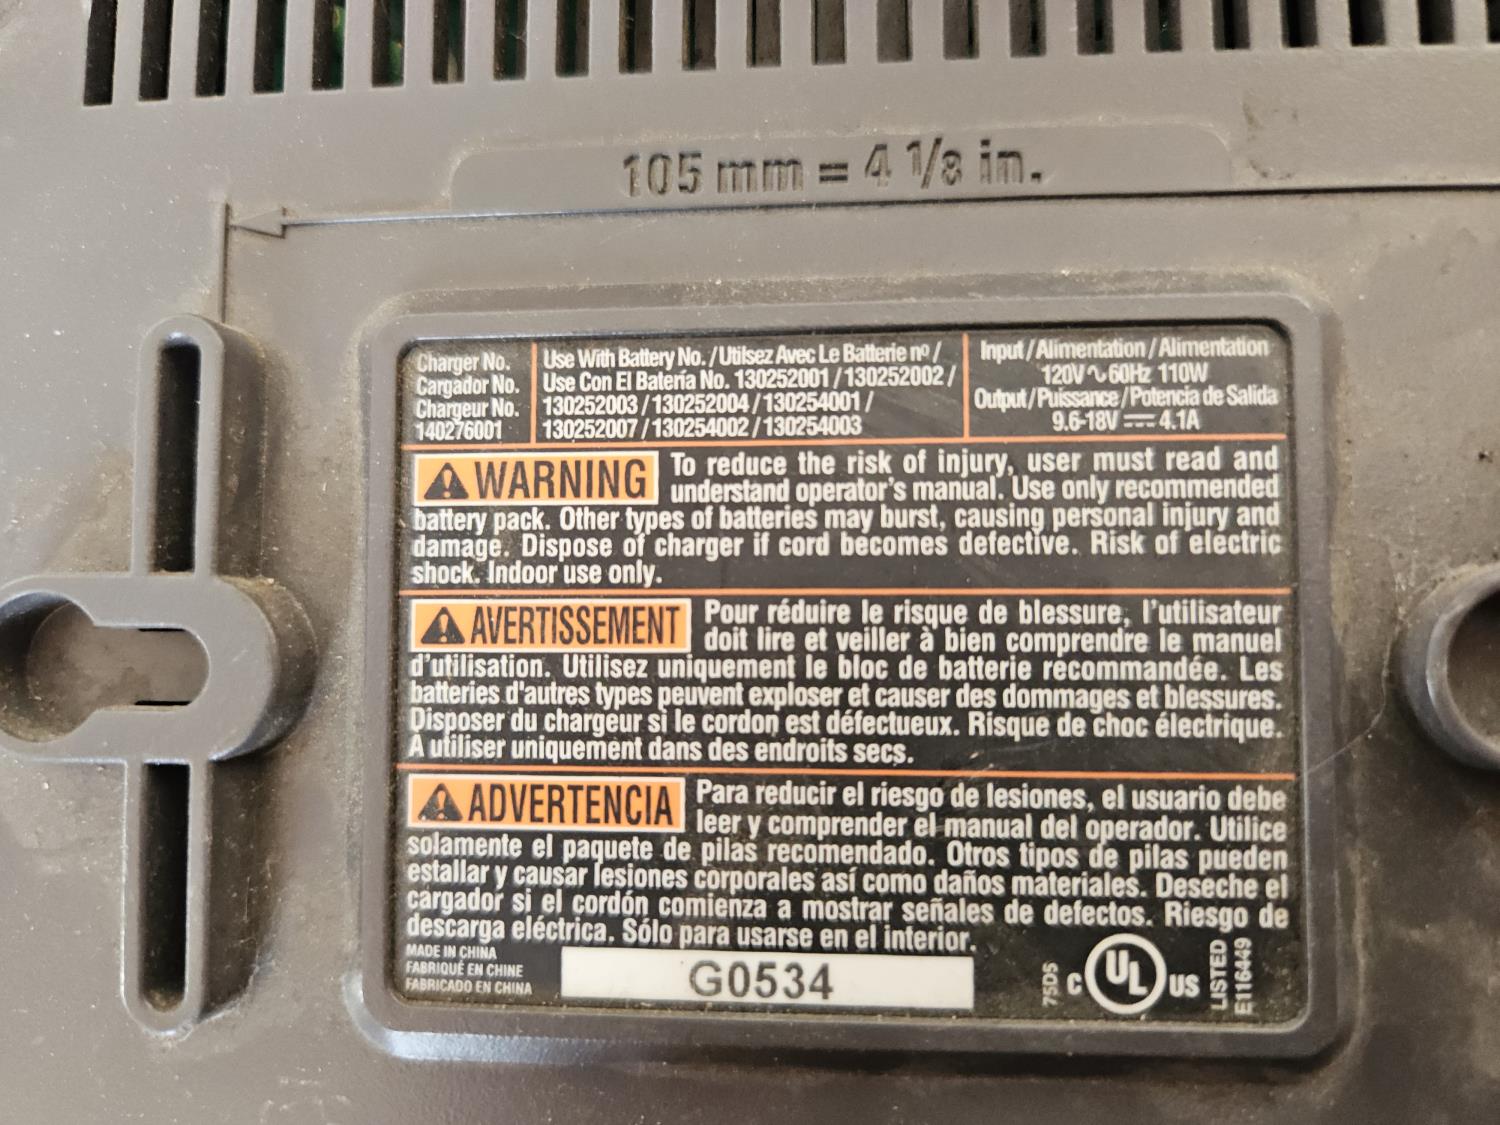 105 mm = 4 1/8 in.
Charger No.
Cargador No.
Chargeur No.
140276001
Use With Battery No. / Utilsez Avec Le Batterie nº /
Use Con El Batería No. 130252001 / 130252002 /
130252003 / 130252004 / 130254001 /
130252007 / 130254002 / 130254003
Input / Alimentation / Alimentation
120V ∿ 60Hz 110W
Output / Puissance / Potencia de Salida
9.6-18V ⎓ 4.1A
⚠ WARNING To reduce the risk of injury, user must read and
understand operator's manual. Use only recommended
battery pack. Other types of batteries may burst, causing personal injury and
damage. Dispose of charger if cord becomes defective. Risk of electric
shock. Indoor use only.
⚠ AVERTISSEMENT Pour réduire le risque de blessure, l'utilisateur
doit lire et veiller à bien comprendre le manuel
d'utilisation. Utilisez uniquement le bloc de batterie recommandée. Les
batteries d'autres types peuvent exploser et causer des dommages et blessures.
Disposer du chargeur si le cordon est défectueux. Risque de choc électrique.
A utiliser uniquement dans des endroits secs.
⚠ ADVERTENCIA Para reducir el riesgo de lesiones, el usuario debe
leer y comprender el manual del operador. Utilice
solamente el paquete de pilas recomendado. Otros tipos de pilas pueden
estallar y causar lesiones corporales así como daños materiales. Deseche el
cargador si el cordón comienza a mostrar señales de defectos. Riesgo de
descarga eléctrica. Sólo para usarse en el interior.
MADE IN CHINA
FABRIQUÉ EN CHINE
FABRICADO EN CHINA
G0534
75D5
C UL US
LISTED
E116449